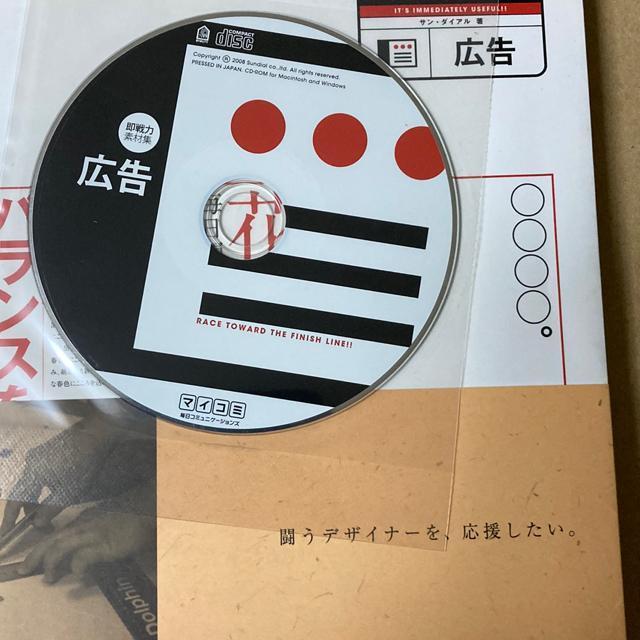 IT'S IMMEDIATELY USEFUL!!
サン・ダイアル 著
広告
COMPACT
disc
Copyright Ⓟ 2008 Sundial co.,ltd. All rights reserved.
PRESSED IN JAPAN. CD-ROM for Macintosh and Windows
即戦力
素材集
広告
花
RACE TOWARD THE FINISH LINE!!
マイコミ
毎日コミュニケーションズ
バランスを
闘うデザイナーを、応援したい。
olphin